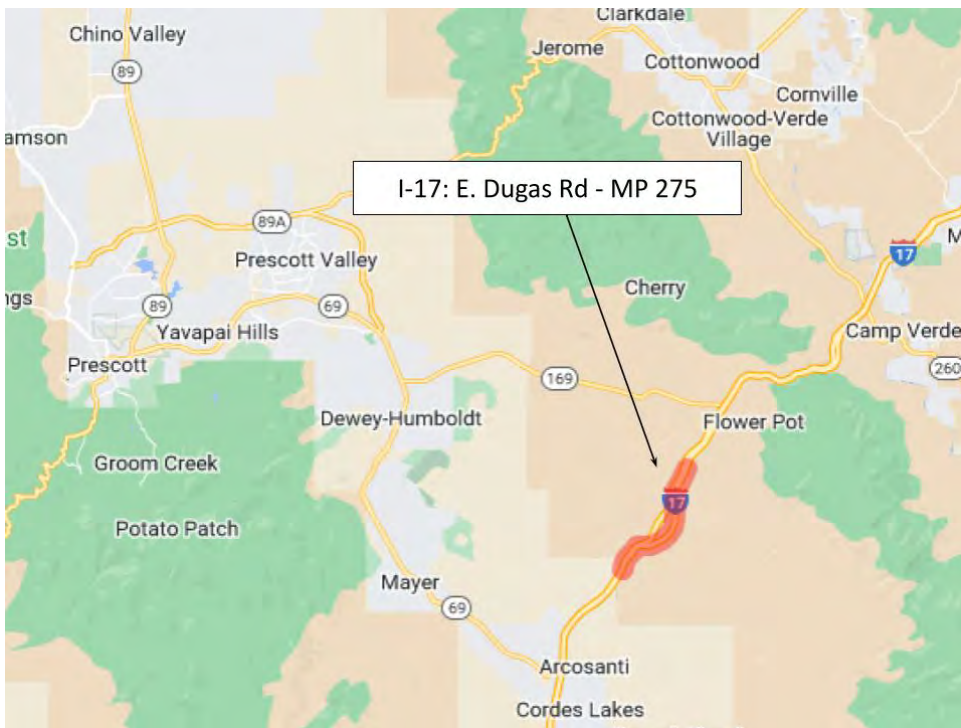 Clarkdale
Chino Valley
Jerome
89
Cottonwood
Cornville
Cottonwood-Verde
Village
amson
I-17: E. Dugas Rd - MP 275
89A
st
M
17
Prescott Valley
ngs
Cherry
89
69
Yavapai Hills
Camp Verde
Prescott
260
169
Dewey-Humboldt
Flower Pot
Groom Creek
17
Potato Patch
Mayer
69
Arcosanti
Cordes Lakes